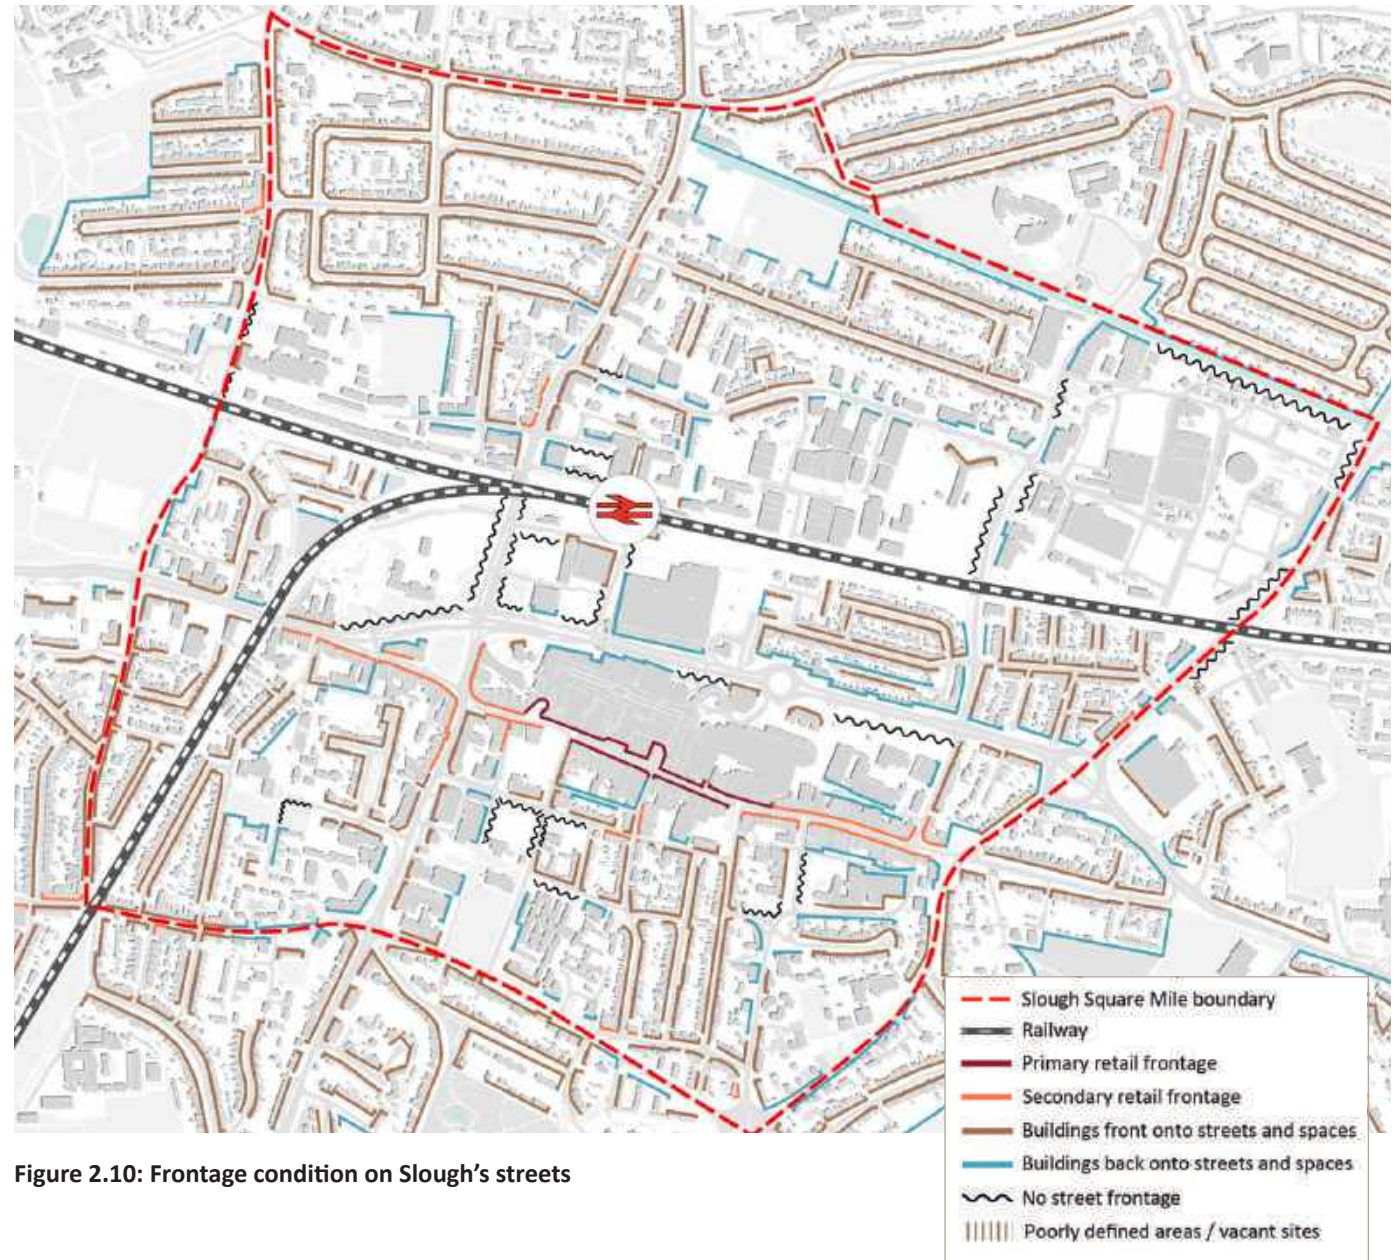 Slough Square Mile boundary
Railway
Primary retail frontage
Secondary retail frontage
Buildings front onto streets and spaces
Buildings back onto streets and spaces
No street frontage
Poorly defined areas / vacant sites
Figure 2.10: Frontage condition on Slough's streets